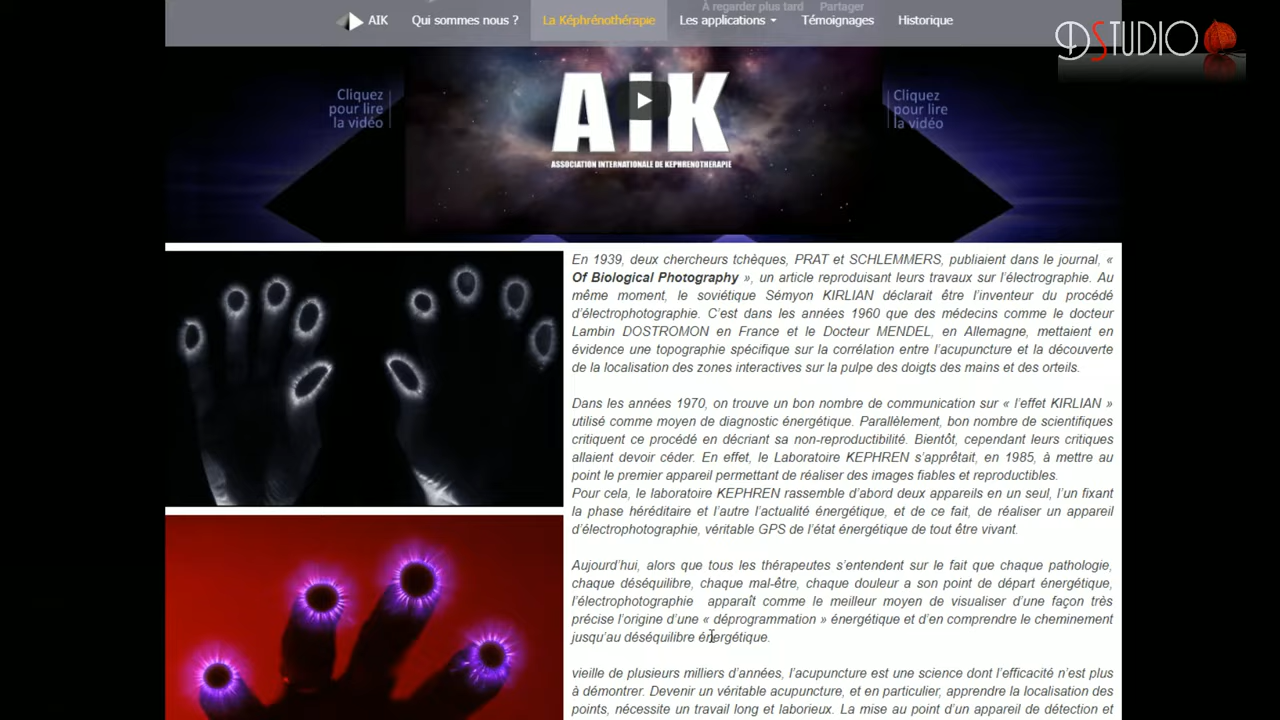 À regarder plus tard
Partager
AIK
Qui sommes nous ?
La Képhrénothérapie
Les applications
Témoignages
Historique
DSTUDIO
Cliquez
pour lire
la vidéo
AiK
ASSOCIATION INTERNATIONALE DE KEPHRENOTHERAPIE
Cliquez
pour lire
la vidéo
En 1939, deux chercheurs tchèques, PRAT et SCHLEMMERS, publiaient dans le journal, «
Of Biological Photography », un article reproduisant leurs travaux sur l’électrographie. Au
même moment, le soviétique Sémyon KIRLIAN déclarait être l’inventeur du procédé
d’électrophotographie. C’est dans les années 1960 que des médecins comme le docteur
Lambin DOSTROMON en France et le Docteur MENDEL, en Allemagne, mettaient en
évidence une topographie spécifique sur la corrélation entre l’acupuncture et la découverte
de la localisation des zones interactives sur la pulpe des doigts des mains et des orteils.
Dans les années 1970, on trouve un bon nombre de communication sur « l’effet KIRLIAN »
utilisé comme moyen de diagnostic énergétique. Parallèlement, bon nombre de scientifiques
critiquent ce procédé en décriant sa non-reproductibilité. Bientôt, cependant leurs critiques
allaient devoir céder. En effet, le Laboratoire KEPHREN s’apprêtait, en 1985, à mettre au
point le premier appareil permettant de réaliser des images fiables et reproductibles.
Pour cela, le laboratoire KEPHREN rassemble d’abord deux appareils en un seul, l’un fixant
la phase héréditaire et l’autre l’actualité énergétique, et de ce fait, de réaliser un appareil
d’électrophotographie, véritable GPS de l’état énergétique de tout être vivant.
Aujourd’hui, alors que tous les thérapeutes s’entendent sur le fait que chaque pathologie,
chaque déséquilibre, chaque mal-être, chaque douleur a son point de départ énergétique,
l’électrophotographie apparaît comme le meilleur moyen de visualiser d’une façon très
précise l’origine d’une « déprogrammation » énergétique et d’en comprendre le cheminement
jusqu’au déséquilibre énergétique.
vieille de plusieurs milliers d’années, l’acupuncture est une science dont l’efficacité n’est plus
à démontrer. Devenir un véritable acupuncture, et en particulier, apprendre la localisation des
points, nécessite un travail long et laborieux. La mise au point d’un appareil de détection et